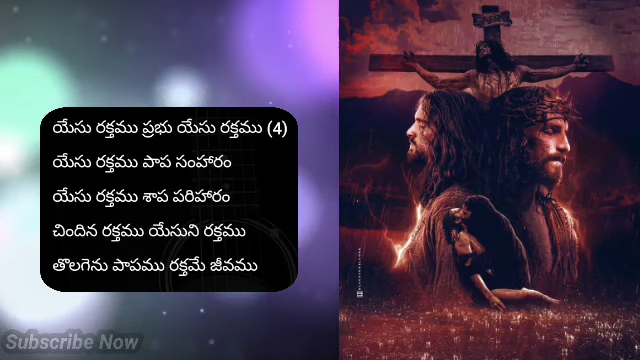 యేసు రక్తము ప్రభు యేసు రక్తము (4)
యేసు రక్తము పాప సంహారం
యేసు రక్తము శాప పరిహారం
చిందిన రక్తము యేసుని రక్తము
తొలగెను పాపము రక్తమే జీవము
Subscribe Now